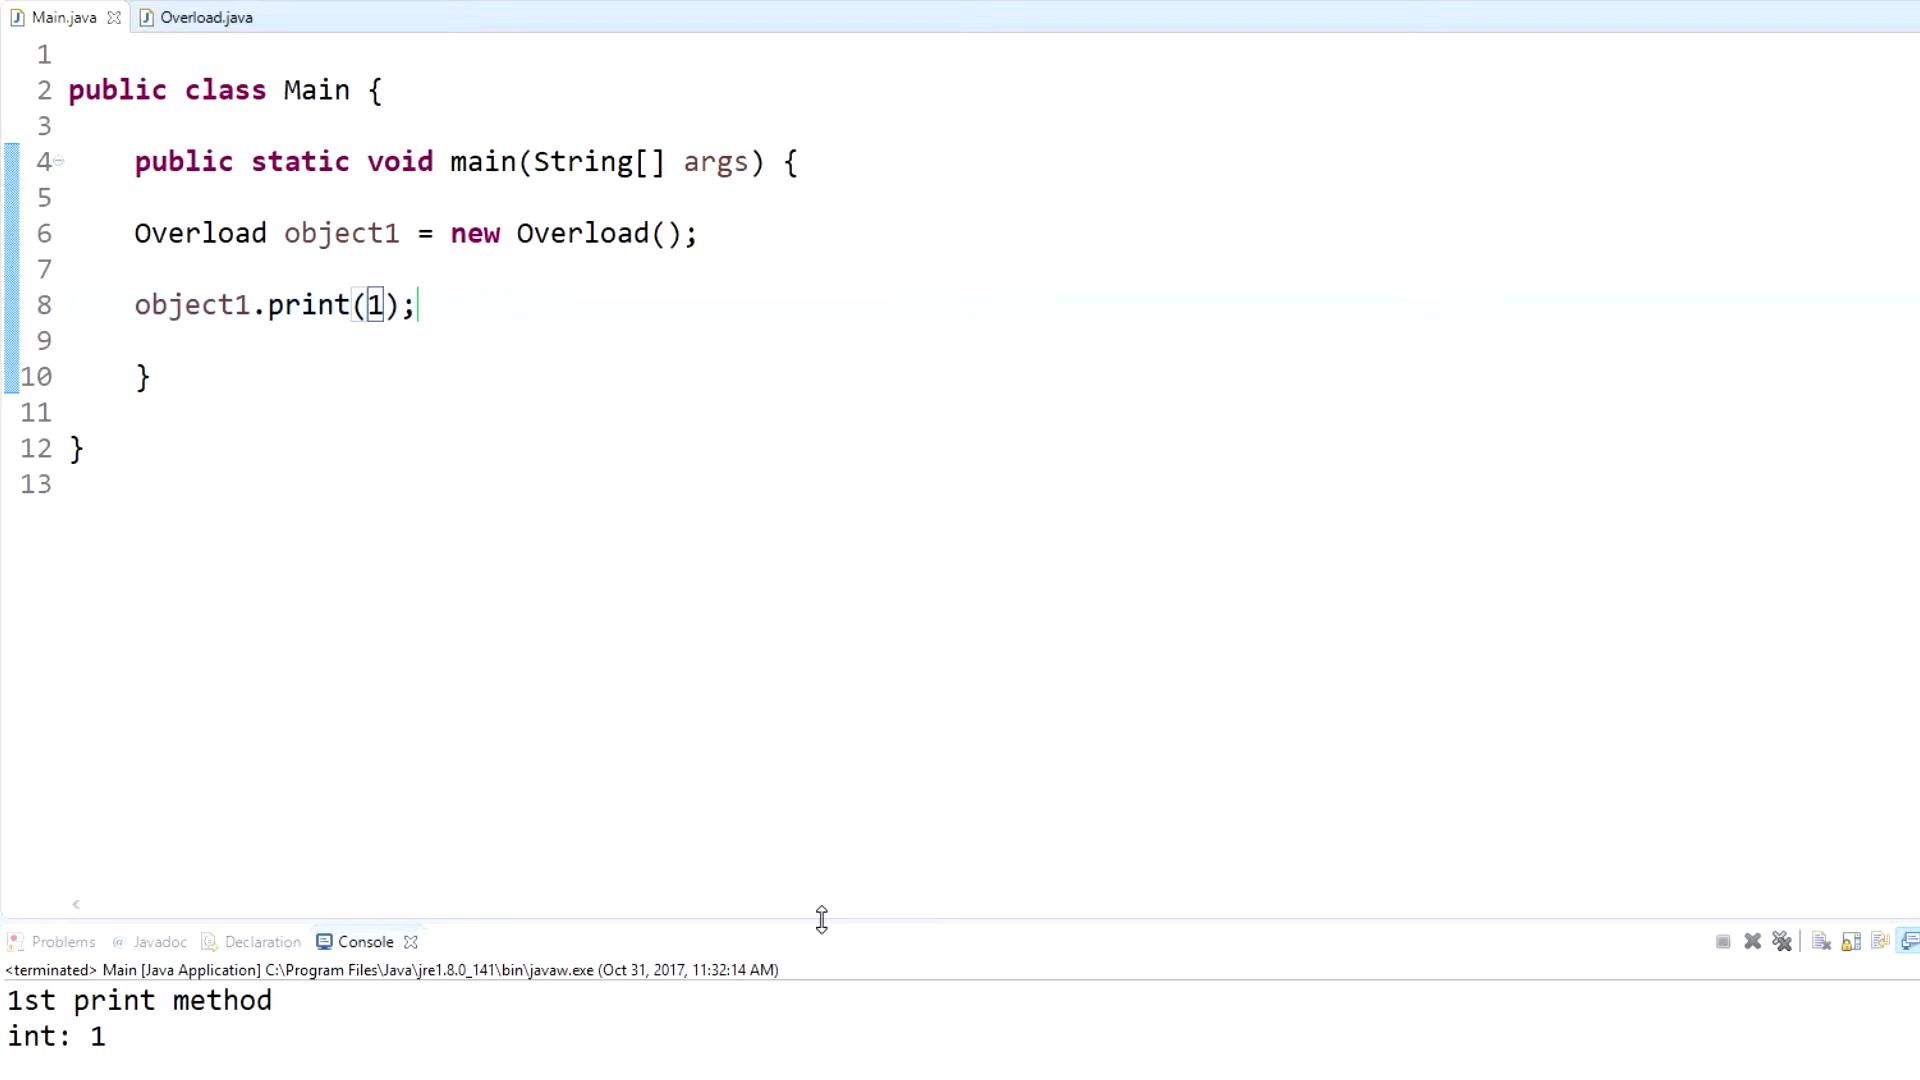 Main.java Overload.java
1
2 public class Main {
3
4 public static void main(String[] args) {
5
6 Overload object1 = new Overload();
7
8 object1.print(1);
9
10 }
11
12 }
13
Problems @ Javadoc Declaration Console
<terminated> Main [Java Application] C:\Program Files\Java\jre1.8.0_141\bin\javaw.exe (Oct 31, 2017, 11:32:14 AM)
1st print method
int: 1